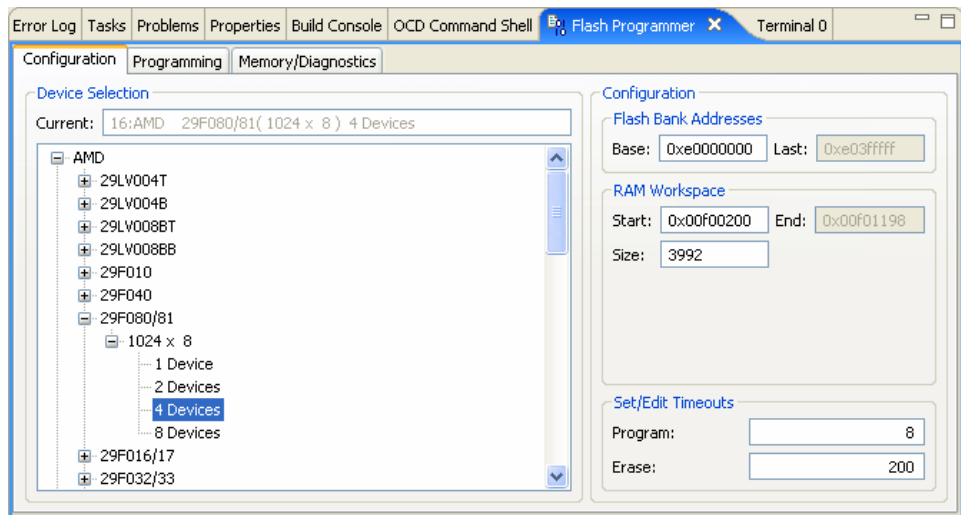 Error Log Tasks Problems Properties Build Console OCD Command Shell Flash Programmer Terminal 0
Configuration Programming Memory/Diagnostics
Device Selection
Current: 16:AMD 29F080/81( 1024 x 8 ) 4 Devices
AMD
29LV004T
29LV004B
29LV008BT
29LV008BB
29F010
29F040
29F080/81
1024 x 8
1 Device
2 Devices
4 Devices
8 Devices
29F016/17
29F032/33
Configuration
Flash Bank Addresses
Base: 0xe0000000 Last: 0xe03fffff
RAM Workspace
Start: 0x00f00200 End: 0x00f01198
Size: 3992
Set/Edit Timeouts
Program: 8
Erase: 200